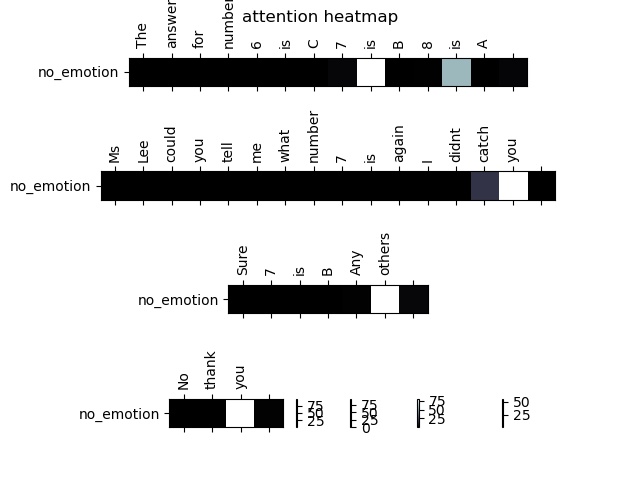 attention heatmap
The answer for number 6 is C 7 is B 8 is A
no_emotion
Ms Lee could you tell me what number 7 is again I didnt catch you
no_emotion
Sure 7 is B Any others
no_emotion
No thank you
no_emotion
75 50 25
75 50 25 0
75 50 25
50 25